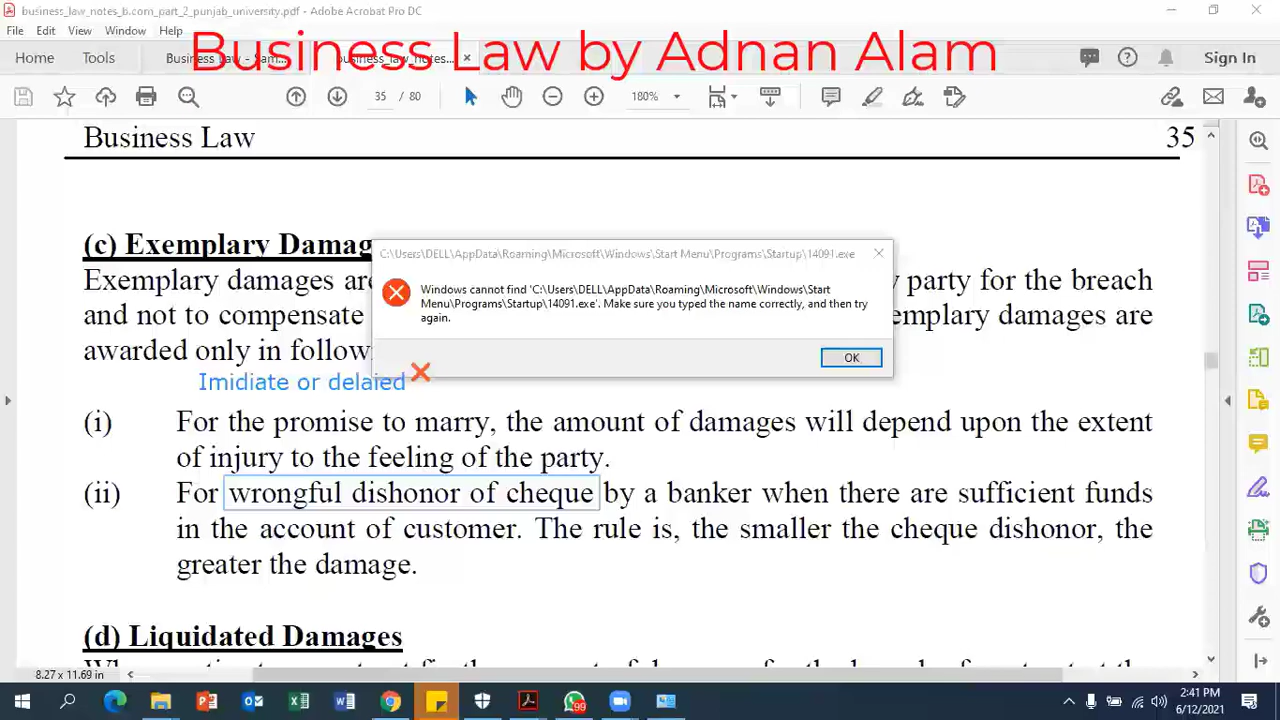 business_law_notes_b.com_part_2_punjab_university.pdf - Adobe Acrobat Pro DC
File Edit View Window Help
Business Law by Adnan Alam
Home Tools Business Law - Sam... business_law_notes... × Sign In
35 / 80 180%
Business Law 35
(c) Exemplary Damag
C:\Users\DELL\AppData\Roaming\Microsoft\Windows\Start Menu\Programs\Startup\14091.exe
Windows cannot find 'C:\Users\DELL\AppData\Roaming\Microsoft\Windows\Start
Menu\Programs\Startup\14091.exe'. Make sure you typed the name correctly, and then try
again.
OK
Exemplary damages are party for the breach
and not to compensate emplary damages are
awarded only in followi
Imidiate or delaied
(i) For the promise to marry, the amount of damages will depend upon the extent
of injury to the feeling of the party.
(ii) For wrongful dishonor of cheque by a banker when there are sufficient funds
in the account of customer. The rule is, the smaller the cheque dishonor, the
greater the damage.
(d) Liquidated Damages
8.27 x 11.69 in
99
2:41 PM
6/12/2021